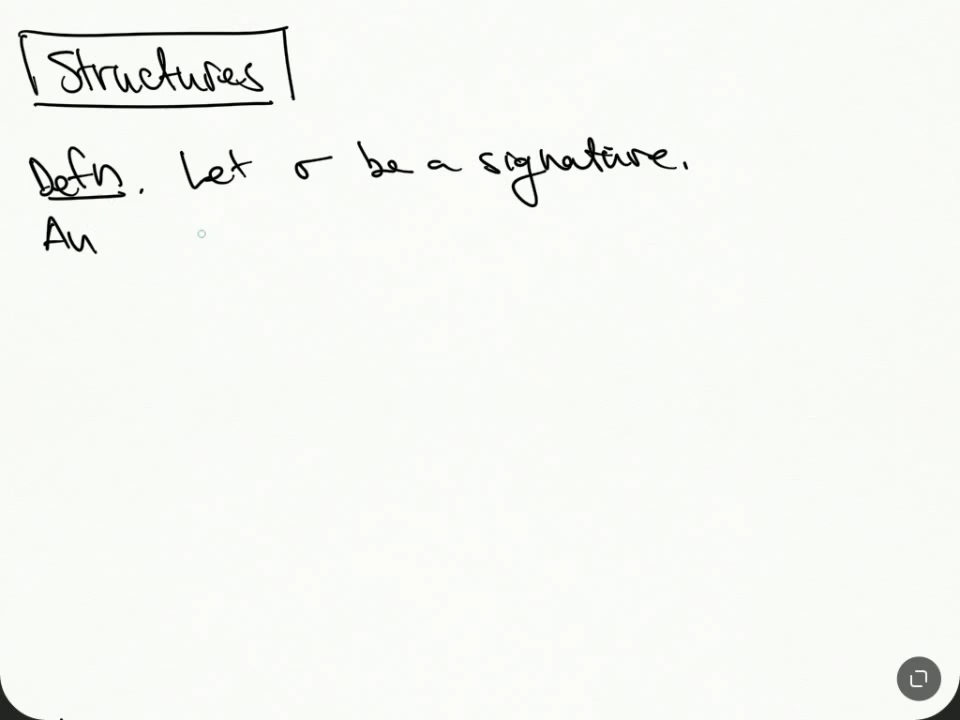 Structures
Defn. Let σ be a signature.
An